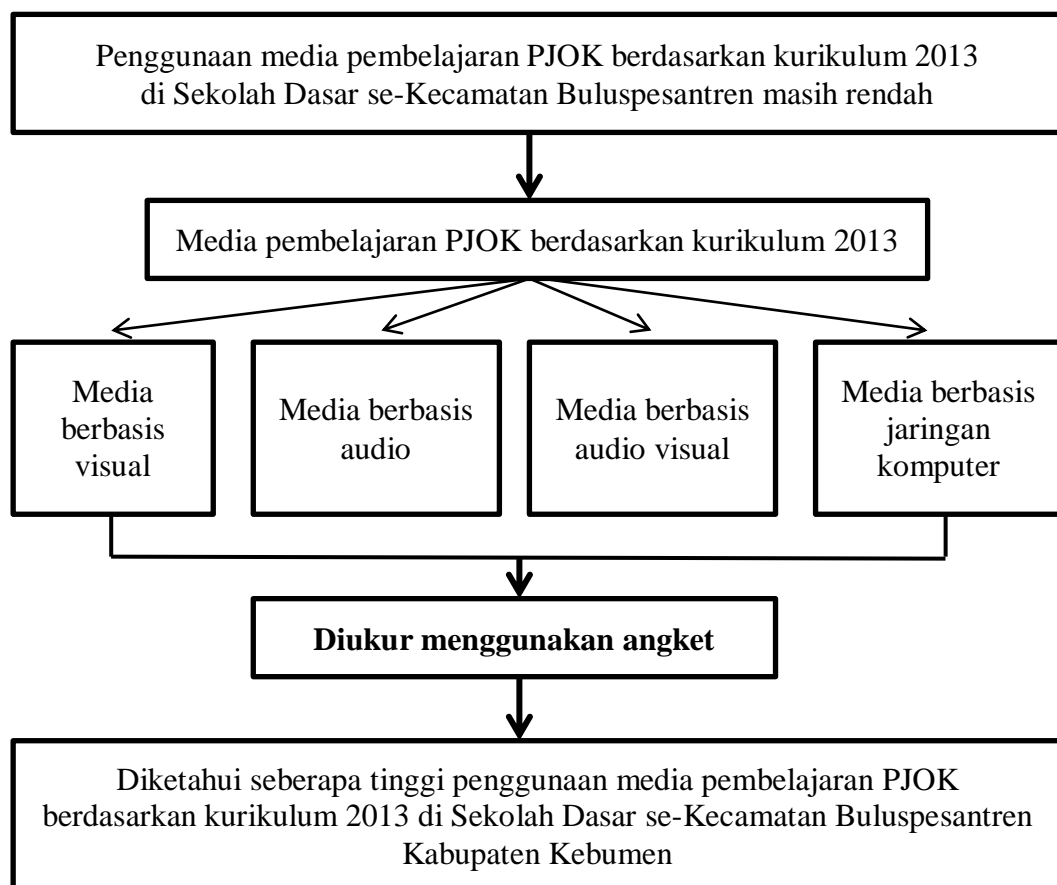 Penggunaan media pembelajaran PJOK berdasarkan kurikulum 2013
di Sekolah Dasar se-Kecamatan Buluspesantren masih rendah
Media pembelajaran PJOK berdasarkan kurikulum 2013
Media
berbasis
visual
Media berbasis
audio
Media berbasis
audio visual
Media berbasis
jaringan
komputer
Diukur menggunakan angket
Diketahui seberapa tinggi penggunaan media pembelajaran PJOK
berdasarkan kurikulum 2013 di Sekolah Dasar se-Kecamatan Buluspesantren
Kabupaten Kebumen